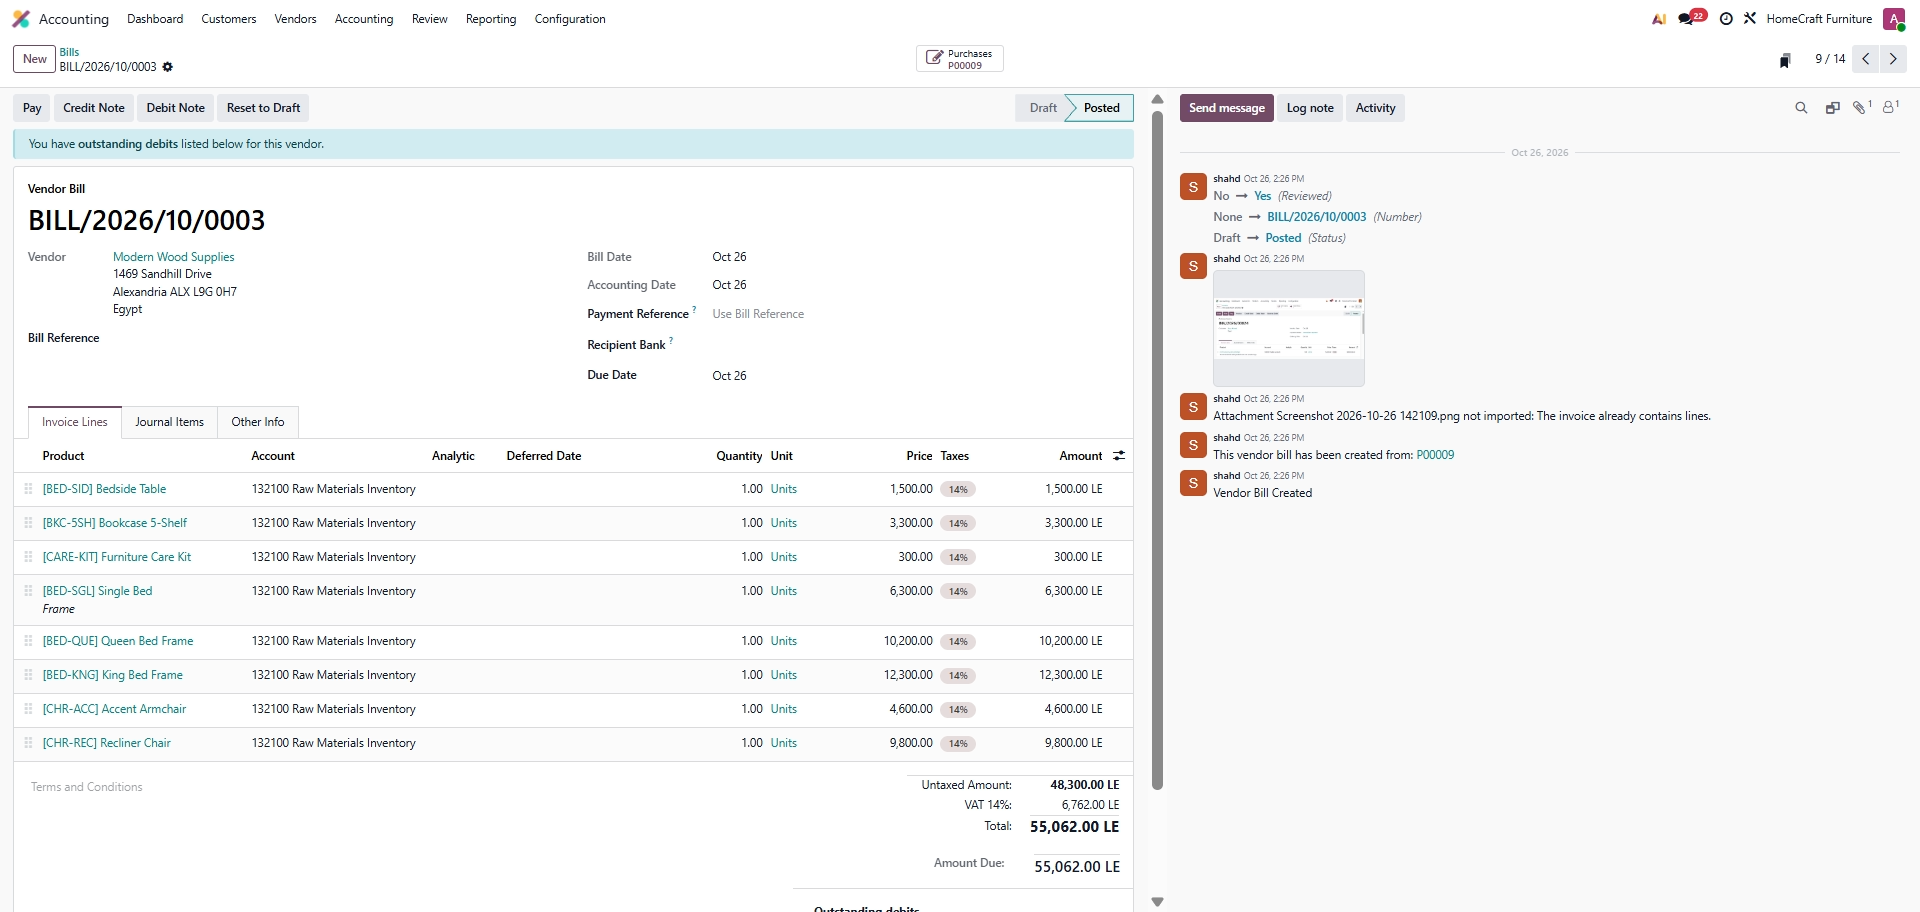 Accounting Dashboard Customers Vendors Accounting Review Reporting Configuration AI 22 HomeCraft Furniture A
New Bills
BILL/2026/10/0003
Purchases
P00009
9 / 14
Pay Credit Note Debit Note Reset to Draft Draft Posted
You have outstanding debits listed below for this vendor.
Vendor Bill
BILL/2026/10/0003
Vendor Modern Wood Supplies
1469 Sandhill Drive
Alexandria ALX L9G 0H7
Egypt
Bill Reference
Bill Date Oct 26
Accounting Date Oct 26
Payment Reference ? Use Bill Reference
Recipient Bank ?
Due Date Oct 26
Invoice Lines Journal Items Other Info
Product Account Analytic Deferred Date Quantity Unit Price Taxes Amount
[BED-SID] Bedside Table 132100 Raw Materials Inventory 1.00 Units 1,500.00 14% 1,500.00 LE
[BKC-5SH] Bookcase 5-Shelf 132100 Raw Materials Inventory 1.00 Units 3,300.00 14% 3,300.00 LE
[CARE-KIT] Furniture Care Kit 132100 Raw Materials Inventory 1.00 Units 300.00 14% 300.00 LE
[BED-SGL] Single Bed 132100 Raw Materials Inventory 1.00 Units 6,300.00 14% 6,300.00 LE
Frame
[BED-QUE] Queen Bed Frame 132100 Raw Materials Inventory 1.00 Units 10,200.00 14% 10,200.00 LE
[BED-KNG] King Bed Frame 132100 Raw Materials Inventory 1.00 Units 12,300.00 14% 12,300.00 LE
[CHR-ACC] Accent Armchair 132100 Raw Materials Inventory 1.00 Units 4,600.00 14% 4,600.00 LE
[CHR-REC] Recliner Chair 132100 Raw Materials Inventory 1.00 Units 9,800.00 14% 9,800.00 LE
Terms and Conditions
Untaxed Amount: 48,300.00 LE
VAT 14%: 6,762.00 LE
Total: 55,062.00 LE
Amount Due: 55,062.00 LE
Outstanding debits
Send message Log note Activity 1 1
Oct 26, 2026
S shahd Oct 26, 2:26 PM
No → Yes (Reviewed)
None → BILL/2026/10/0003 (Number)
Draft → Posted (Status)
S shahd Oct 26, 2:26 PM
S shahd Oct 26, 2:26 PM
Attachment Screenshot 2026-10-26 142109.png not imported: The invoice already contains lines.
S shahd Oct 26, 2:26 PM
This vendor bill has been created from: P00009
S shahd Oct 26, 2:26 PM
Vendor Bill Created